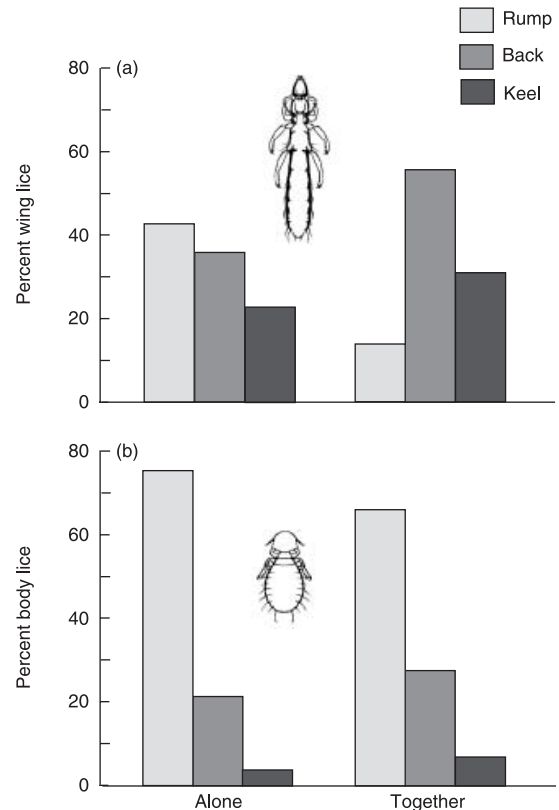 Rump
Back
Keel
(a)
80
60
40
20
0
Percent wing lice
(b)
80
60
40
20
0
Percent body lice
Alone
Together